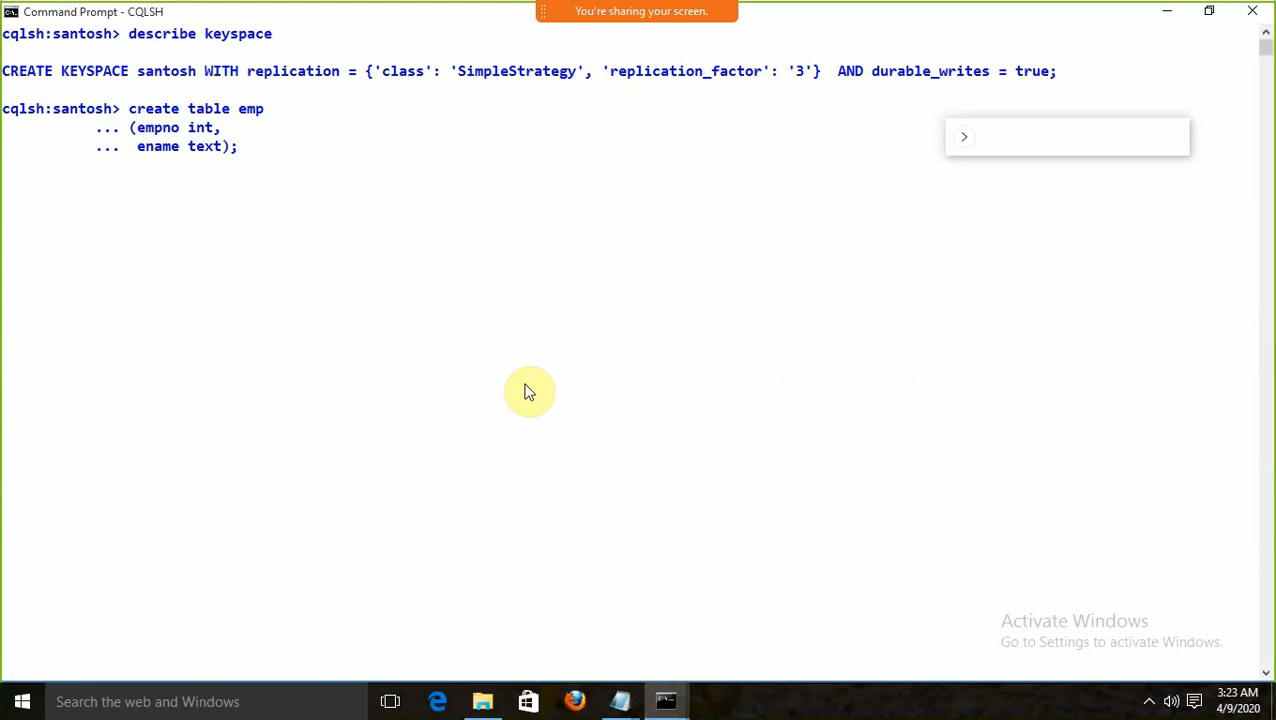 Command Prompt - CQLSH
You're sharing your screen.
cqlsh:santosh> describe keyspace
CREATE KEYSPACE santosh WITH replication = {'class': 'SimpleStrategy', 'replication_factor': '3'}  AND durable_writes = true;
cqlsh:santosh> create table emp
... (empno int,
...  ename text);
Activate Windows
Go to Settings to activate Windows.
Search the web and Windows
3:23 AM
4/9/2020